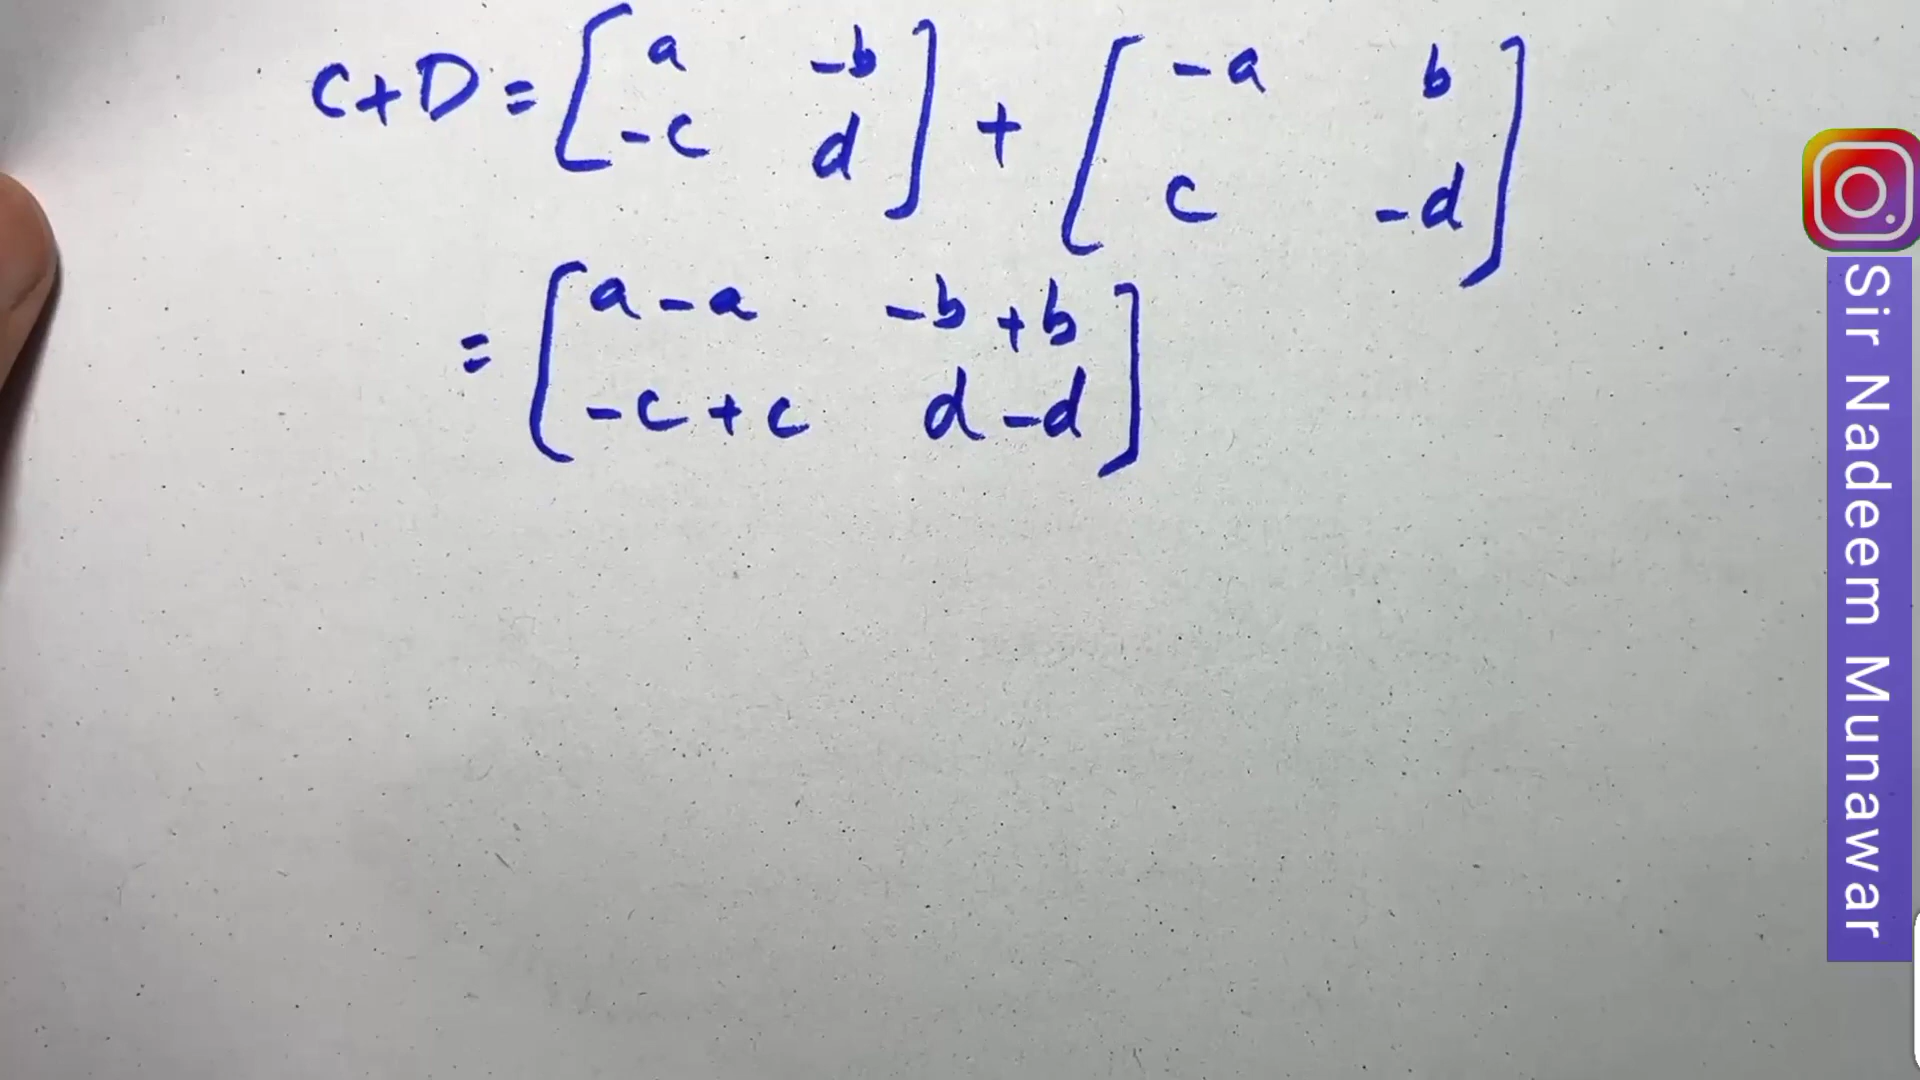 C+D = [ a -b
-c d ] + [ -a b
c -d ]
= [ a-a -b+b
-c+c d-d ]
Sir Nadeem Munawar